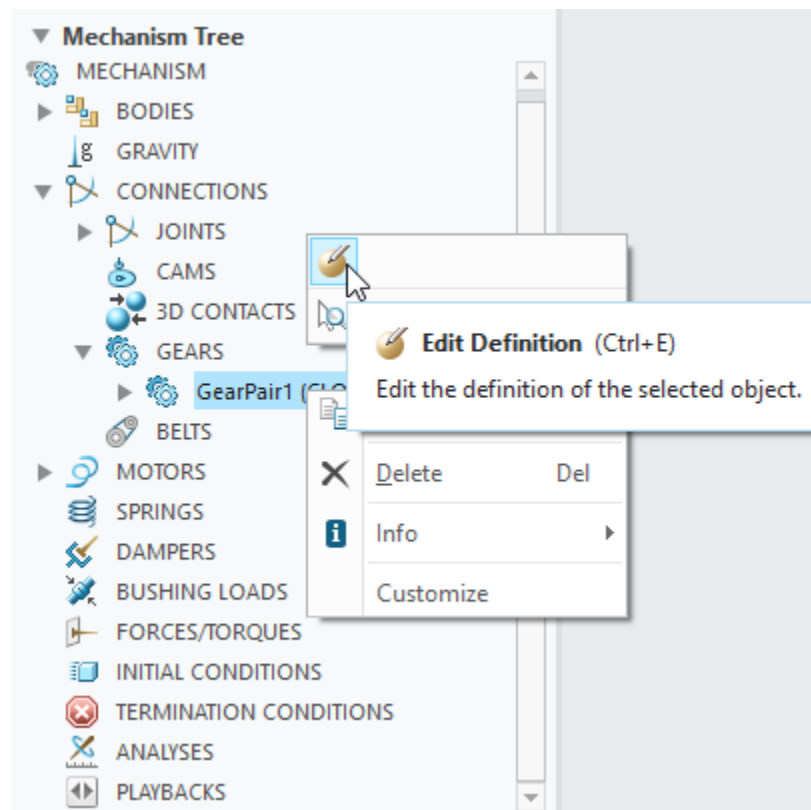 Mechanism Tree
MECHANISM
BODIES
g GRAVITY
CONNECTIONS
JOINTS
CAMS
3D CONTACTS
Edit Definition (Ctrl+E)
GEARS
Edit the definition of the selected object.
GearPair1
BELTS
MOTORS
Delete Del
SPRINGS
i Info
DAMPERS
BUSHING LOADS
Customize
FORCES/TORQUES
INITIAL CONDITIONS
TERMINATION CONDITIONS
ANALYSES
PLAYBACKS